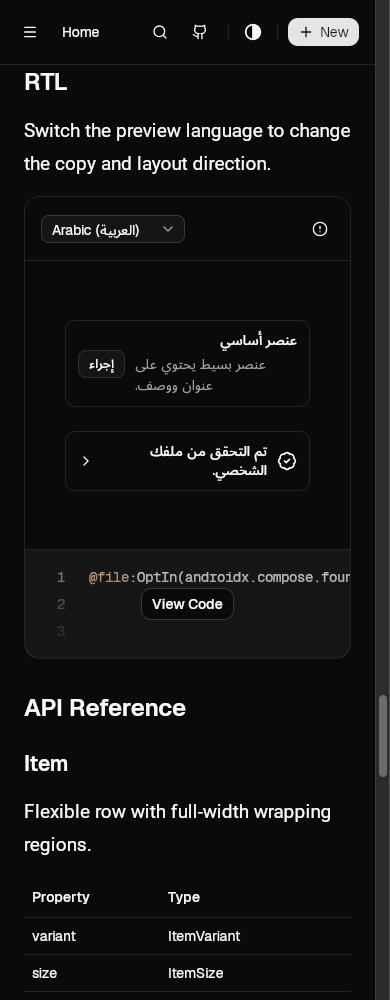 Home
New
RTL
Switch the preview language to change
the copy and layout direction.
Arabic (العربية)
عنصر أساسي
عنصر بسيط يحتوي على
عنوان ووصف.
إجراء
تم التحقق من ملفك
الشخصي.
1 @file:OptIn(androidx.compose.foun
2
View Code
3
API Reference
Item
Flexible row with full-width wrapping
regions.
Property Type
variant ItemVariant
size ItemSize